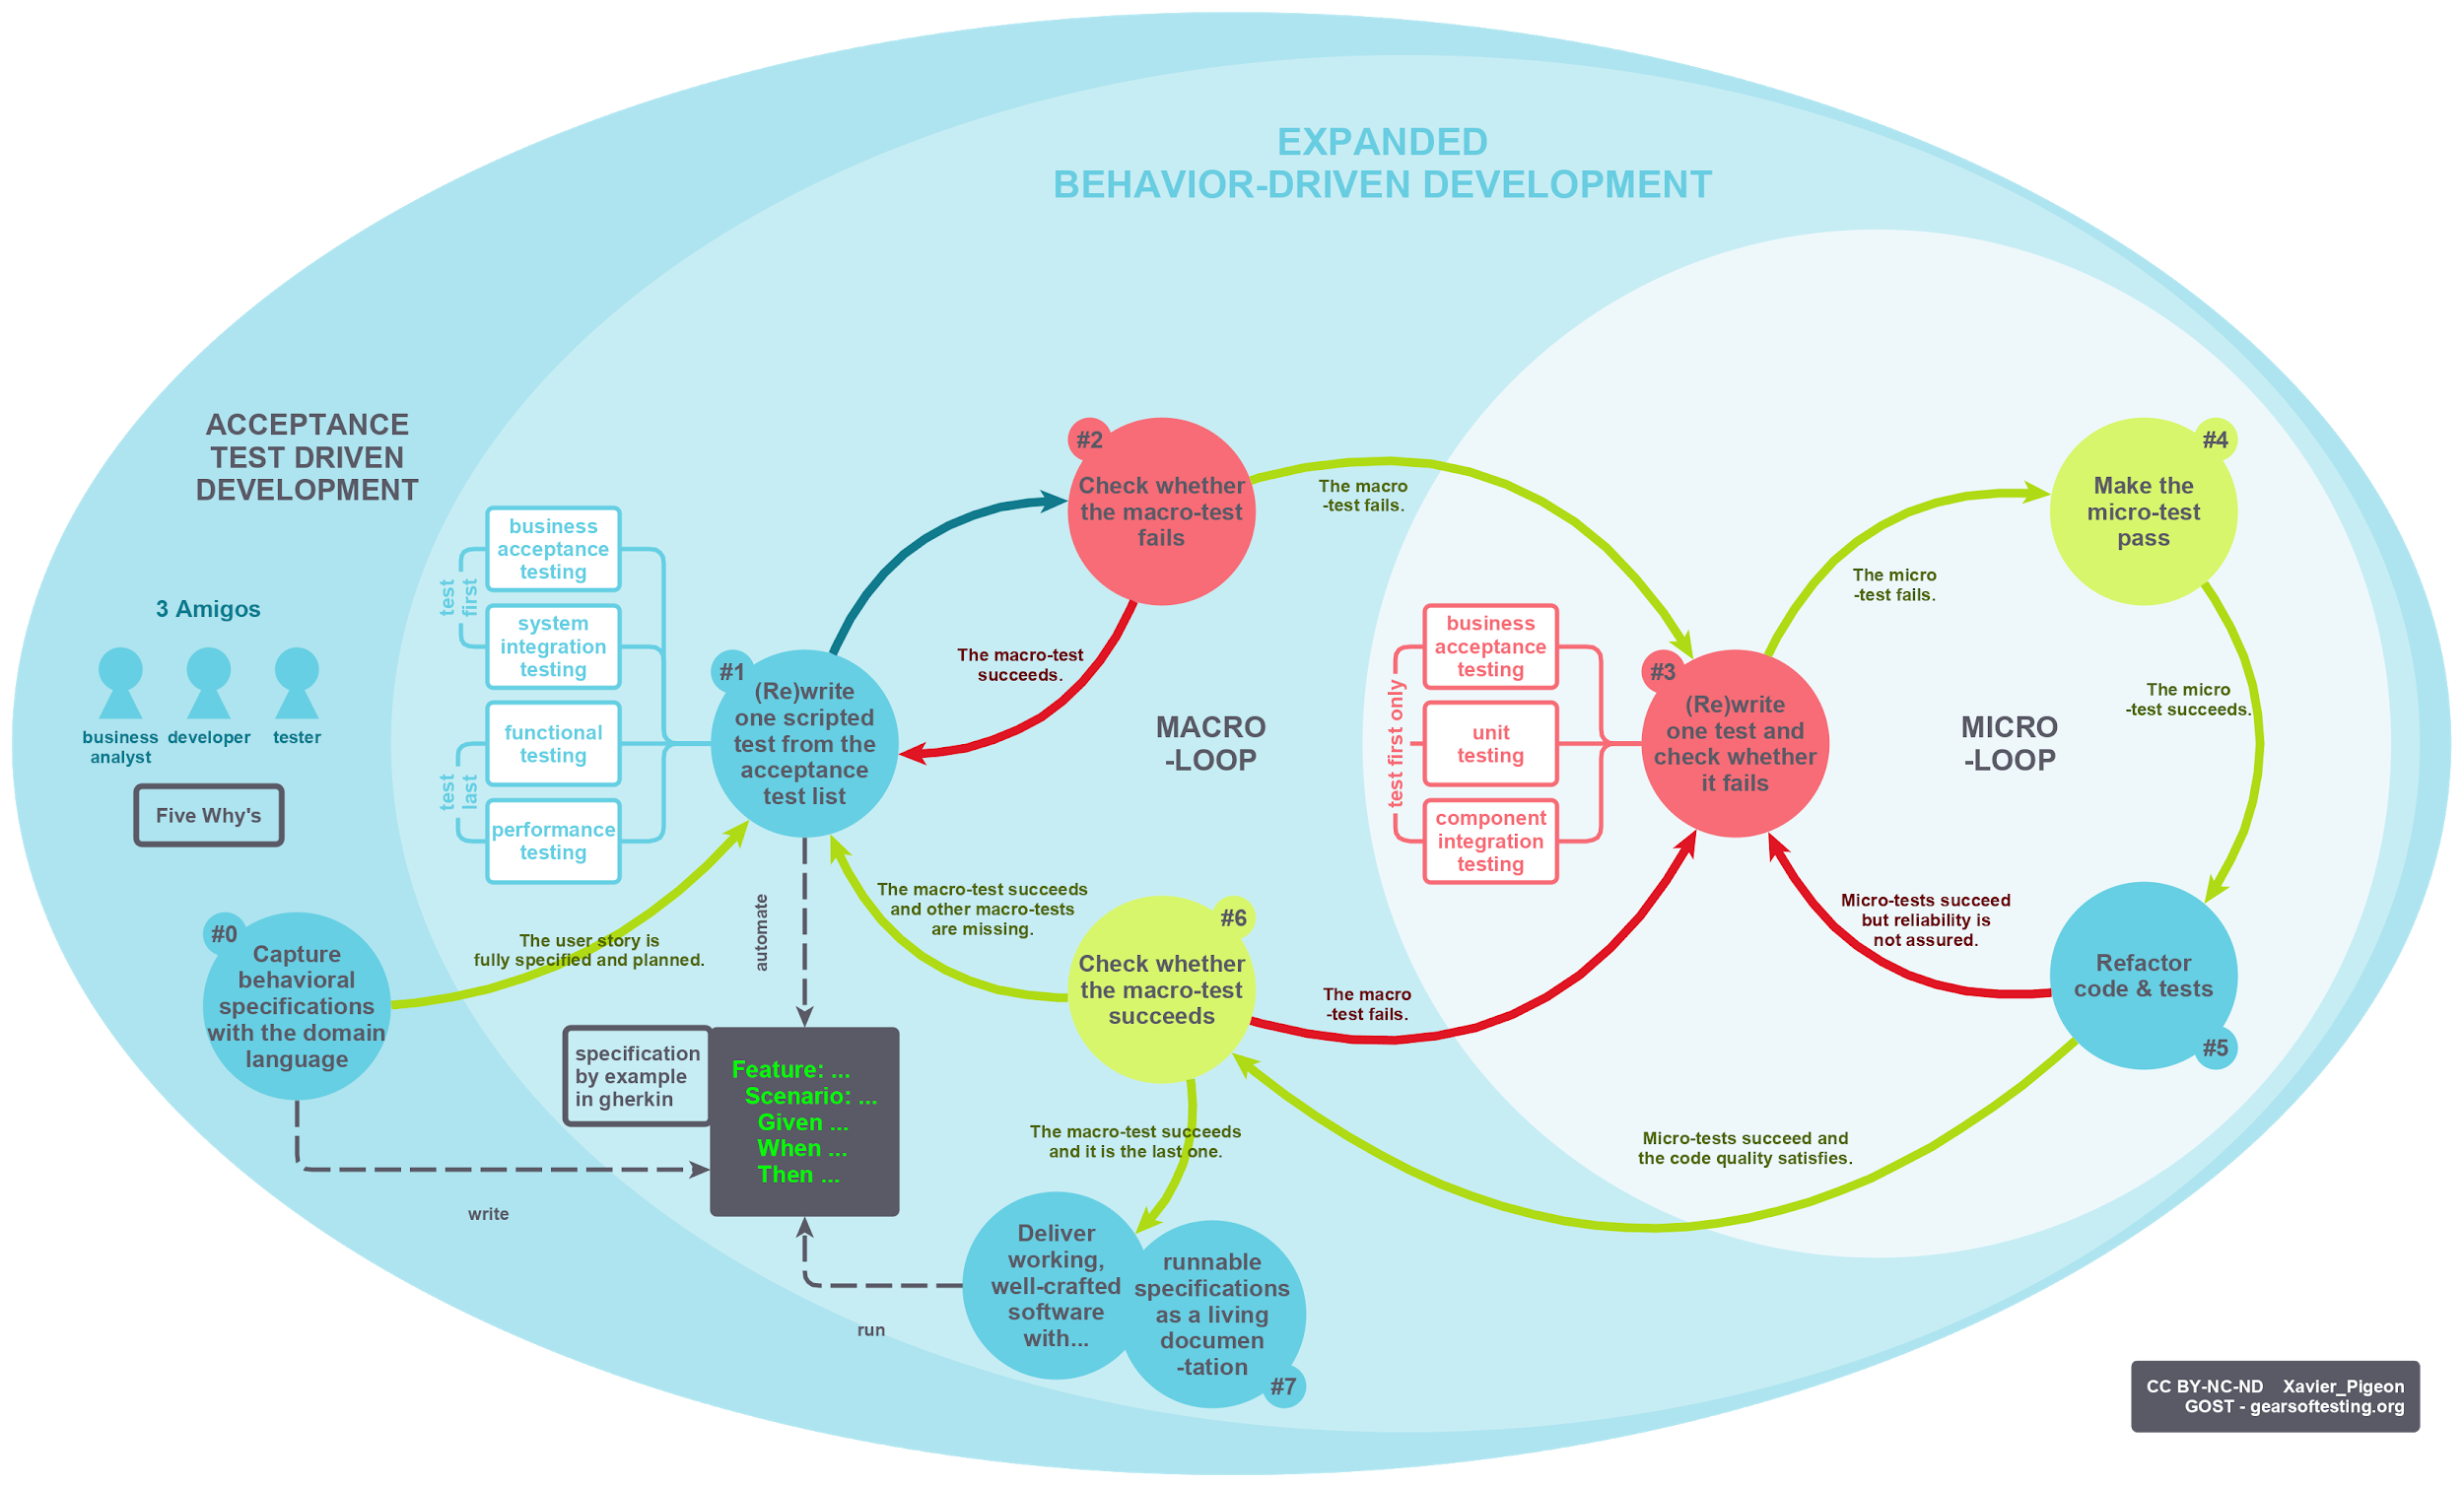 EXPANDED
BEHAVIOR-DRIVEN DEVELOPMENT
ACCEPTANCE
TEST DRIVEN
DEVELOPMENT
3 Amigos
business
analyst
developer
tester
Five Why's
#0
Capture
behavioral
specifications
with the domain
language
The user story is
fully specified and planned.
write
test
first
business
acceptance
testing
system
integration
testing
test
last
functional
testing
performance
testing
#1
(Re)write
one scripted
test from the
acceptance
test list
automate
specification
by example
in gherkin
Feature: ...
Scenario: ...
Given ...
When ...
Then ...
run
#2
Check whether
the macro-test
fails
The macro-test
succeeds.
The macro
-test fails.
MACRO
-LOOP
test first only
business
acceptance
testing
unit
testing
component
integration
testing
#3
(Re)write
one test and
check whether
it fails
The micro
-test fails.
MICRO
-LOOP
#4
Make the
micro-test
pass
The micro
-test succeeds.
#5
Refactor
code & tests
Micro-tests succeed
but reliability is
not assured.
Micro-tests succeed and
the code quality satisfies.
#6
Check whether
the macro-test
succeeds
The macro
-test fails.
The macro-test succeeds
and other macro-tests
are missing.
The macro-test succeeds
and it is the last one.
Deliver
working,
well-crafted
software
with...
runnable
specifications
as a living
documen
-tation
#7
CC BY-NC-ND Xavier_Pigeon
GOST - gearsoftesting.org